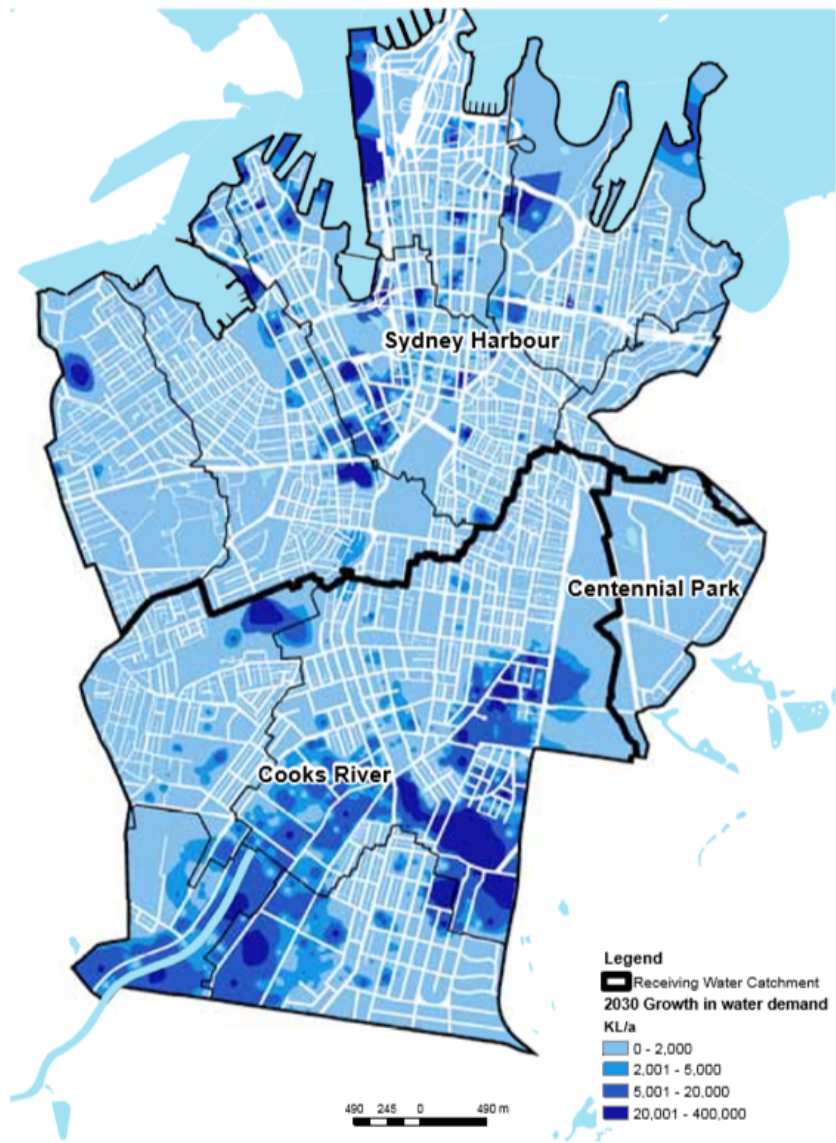 Sydney Harbour
Centennial Park
Cooks River
Legend
Receiving Water Catchment
2030 Growth in water demand
KL/a
0 - 2,000
2,001 - 5,000
5,001 - 20,000
20,001 - 400,000
490 245 0 490 m